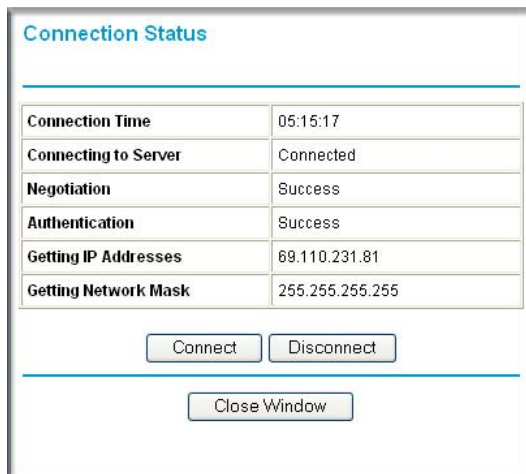 Connection Status
Connection Time 05:15:17
Connecting to Server Connected
Negotiation Success
Authentication Success
Getting IP Addresses 69.110.231.81
Getting Network Mask 255.255.255.255
Connect Disconnect
Close Window